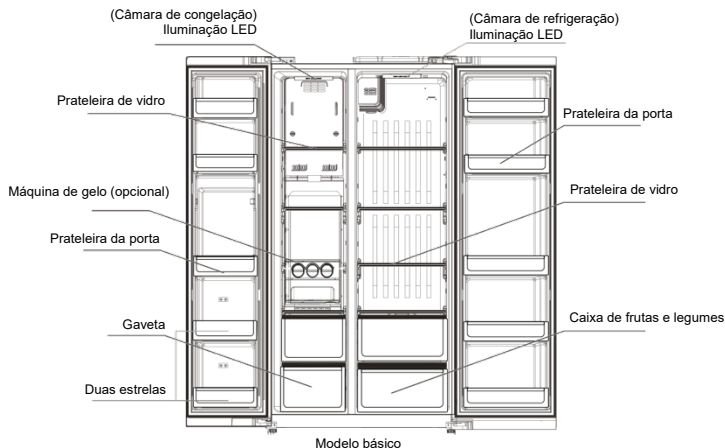 (Câmara de congelação)
Iluminação LED
(Câmara de refrigeração)
Iluminação LED
Prateleira de vidro
Prateleira da porta
Máquina de gelo (opcional)
Prateleira de vidro
Prateleira da porta
Gaveta
Caixa de frutas e legumes
Duas estrelas
Modelo básico